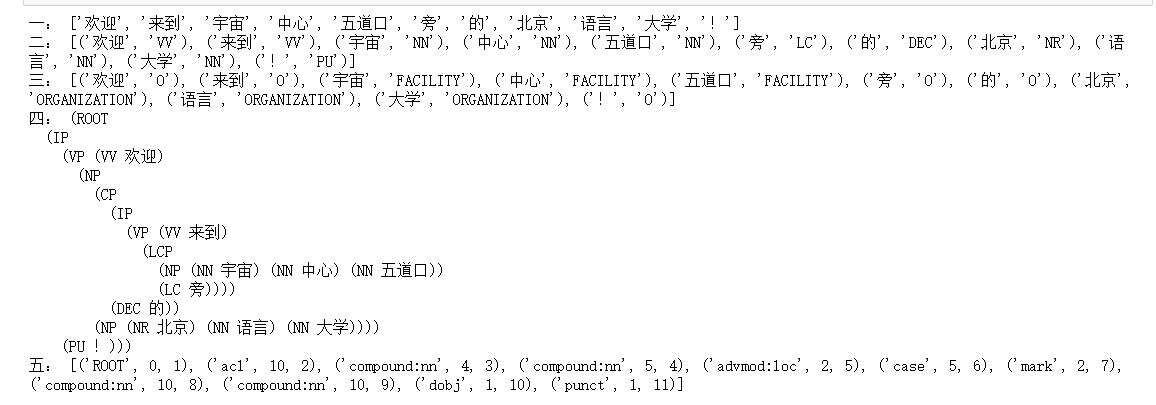 一： ['欢迎', '来到', '宇宙', '中心', '五道口', '旁', '的', '北京', '语言', '大学', '！']
二： [('欢迎', 'VV'), ('来到', 'VV'), ('宇宙', 'NN'), ('中心', 'NN'), ('五道口', 'NN'), ('旁', 'LC'), ('的', 'DEC'), ('北京', 'NR'), ('语
言', 'NN'), ('大学', 'NN'), ('！', 'PU')]
三： [('欢迎', 'O'), ('来到', 'O'), ('宇宙', 'FACILITY'), ('中心', 'FACILITY'), ('五道口', 'FACILITY'), ('旁', 'O'), ('的', 'O'), ('北京',
'ORGANIZATION'), ('语言', 'ORGANIZATION'), ('大学', 'ORGANIZATION'), ('！', 'O')]
四： (ROOT
(IP
(VP (VV 欢迎)
(NP
(CP
(IP
(VP (VV 来到)
(LCP
(NP (NN 宇宙) (NN 中心) (NN 五道口))
(LC 旁))))
(DEC 的))
(NP (NR 北京) (NN 语言) (NN 大学))))
(PU ！)))
五： [('ROOT', 0, 1), ('acl', 10, 2), ('compound:nn', 4, 3), ('compound:nn', 5, 4), ('advmod:loc', 2, 5), ('case', 5, 6), ('mark', 2, 7),
('compound:nn', 10, 8), ('compound:nn', 10, 9), ('dobj', 1, 10), ('punct', 1, 11)]